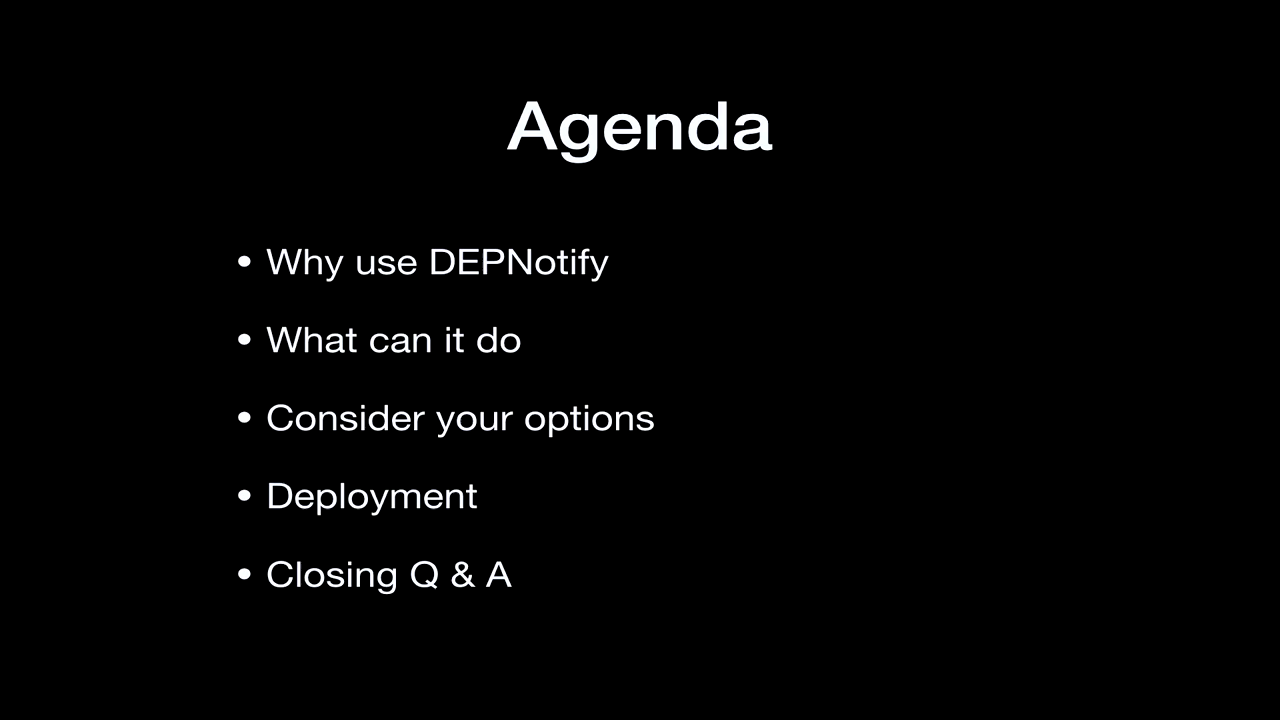 Agenda
• Why use DEPNotify
• What can it do
• Consider your options
• Deployment
• Closing Q & A